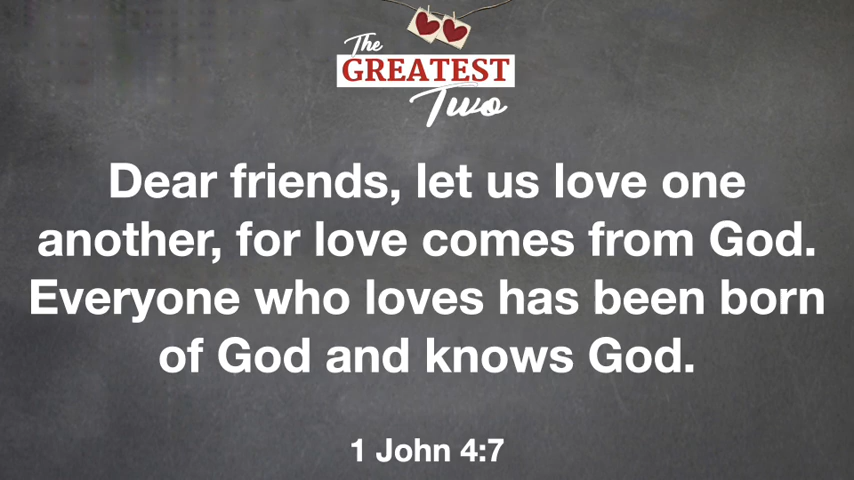 The
GREATEST
Two
Dear friends, let us love one
another, for love comes from God.
Everyone who loves has been born
of God and knows God.
1 John 4:7